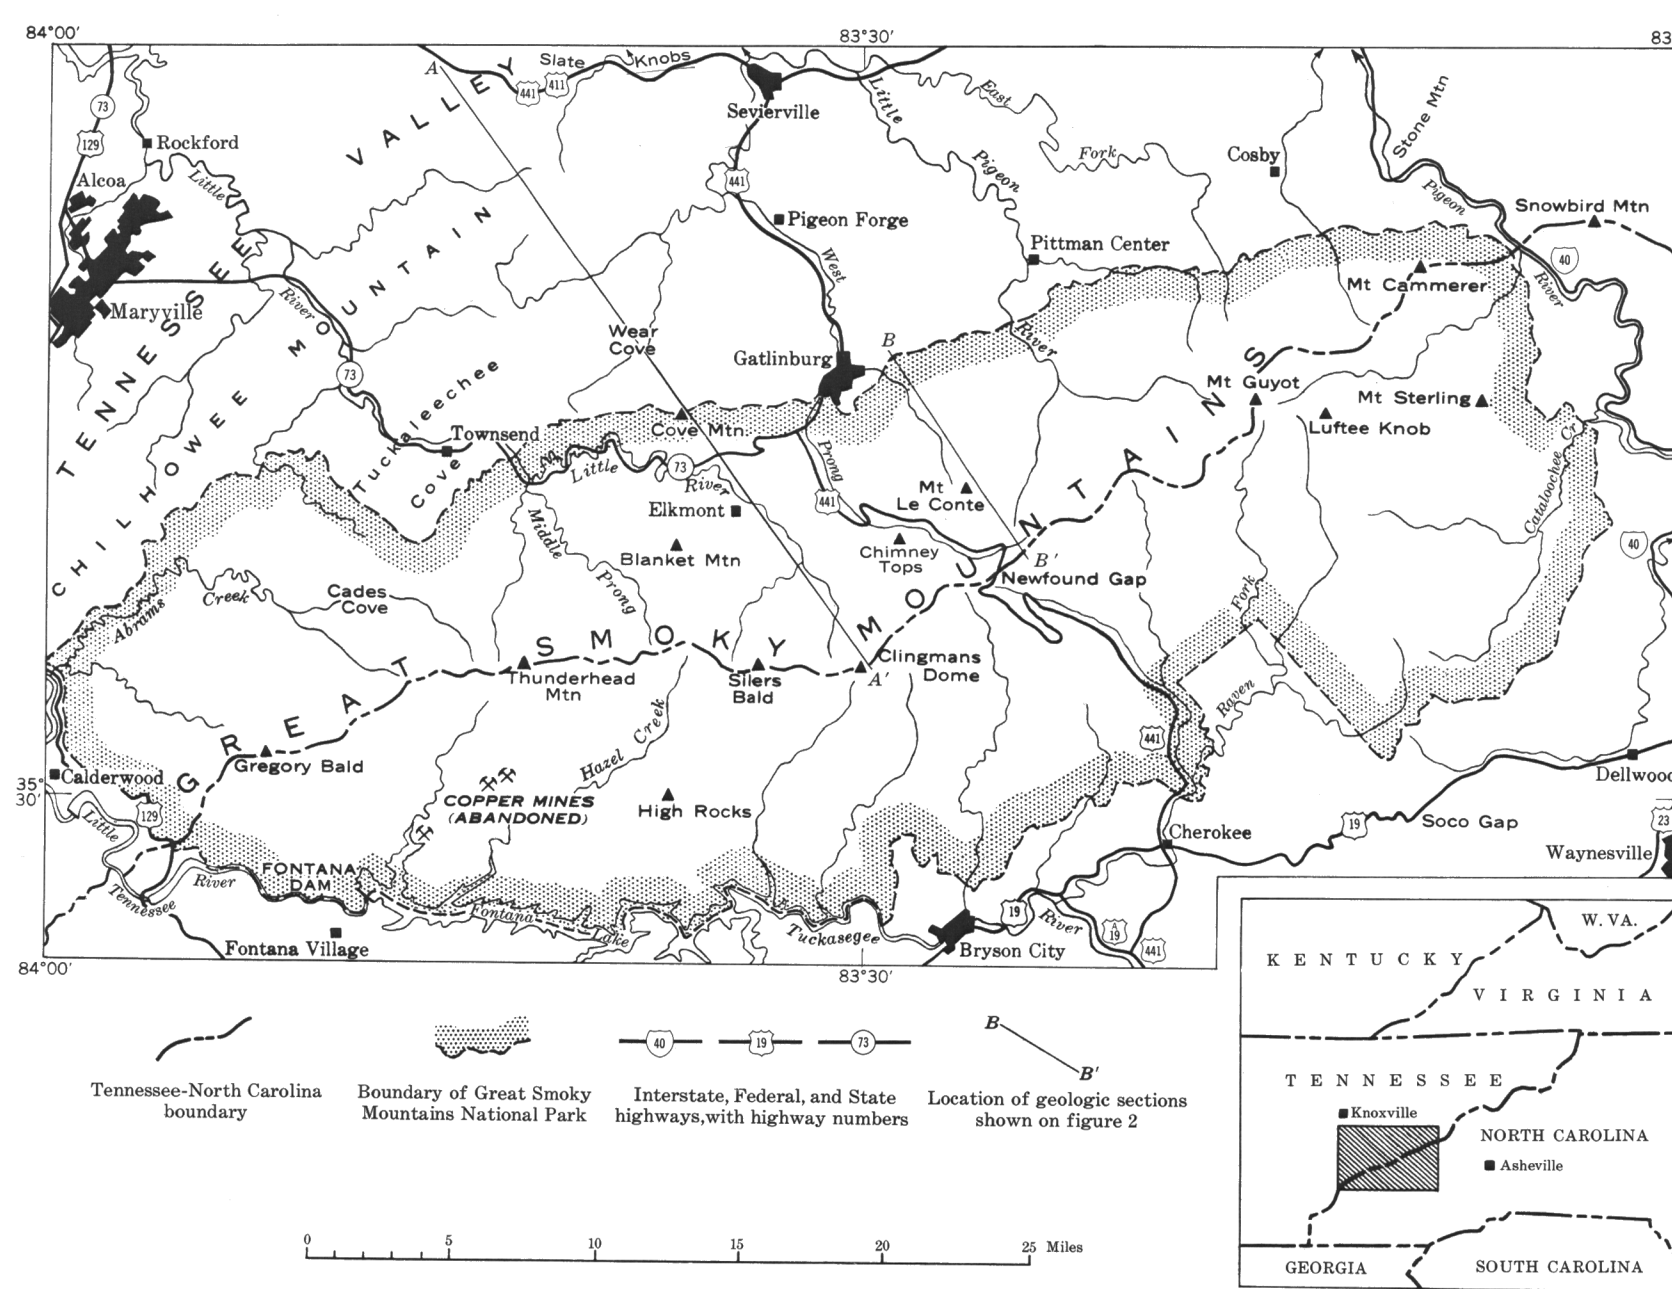 84°00'
83°30'
83
A
VALLEY
Slate Knobs
441
411
Sevierville
Little
Pigeon
River
East
Fork
Stone Mtn
73
129
Rockford
Alcoa
Little
River
Maryville
441
Pigeon Forge
West
Prong
Pittman Center
Cosby
Pigeon
River
Snowbird Mtn
40
Mt Cammerer
TENNESSEE
CHILHOWEE MOUNTAIN
73
Wear
Cove
Gatlinburg
B
Mt Guyot
Mt Sterling
Luftee Knob
Tuckaleechee
Cove
Townsend
Cove Mtn
Little
River
73
Elkmont
441
Mt
Le Conte
Cataloochee Cr
40
Blanket Mtn
Middle
Prong
Chimney
Tops
B'
Newfound Gap
Abrams
Creek
Cades
Cove
GREAT SMOKY MOUNTAINS
Thunderhead
Mtn
Silers
Bald
Clingmans
Dome
A'
Raven
Fork
441
Gregory Bald
Hazel Creek
35°
30'
Calderwood
129
COPPER MINES
(ABANDONED)
High Rocks
Cherokee
19
Soco Gap
Dellwood
23
Waynesville
Little
Tennessee
River
FONTANA
DAM
Fontana
Lake
Tuckasegee
River
Fontana Village
Bryson City
19
A
19
441
84°00'
83°30'
KENTUCKY
W. VA.
VIRGINIA
TENNESSEE
Knoxville
NORTH CAROLINA
Asheville
GEORGIA
SOUTH CAROLINA
Tennessee-North Carolina
boundary
Boundary of Great Smoky
Mountains National Park
40
19
73
Interstate, Federal, and State
highways, with highway numbers
B
B'
Location of geologic sections
shown on figure 2
0 5 10 15 20 25 Miles